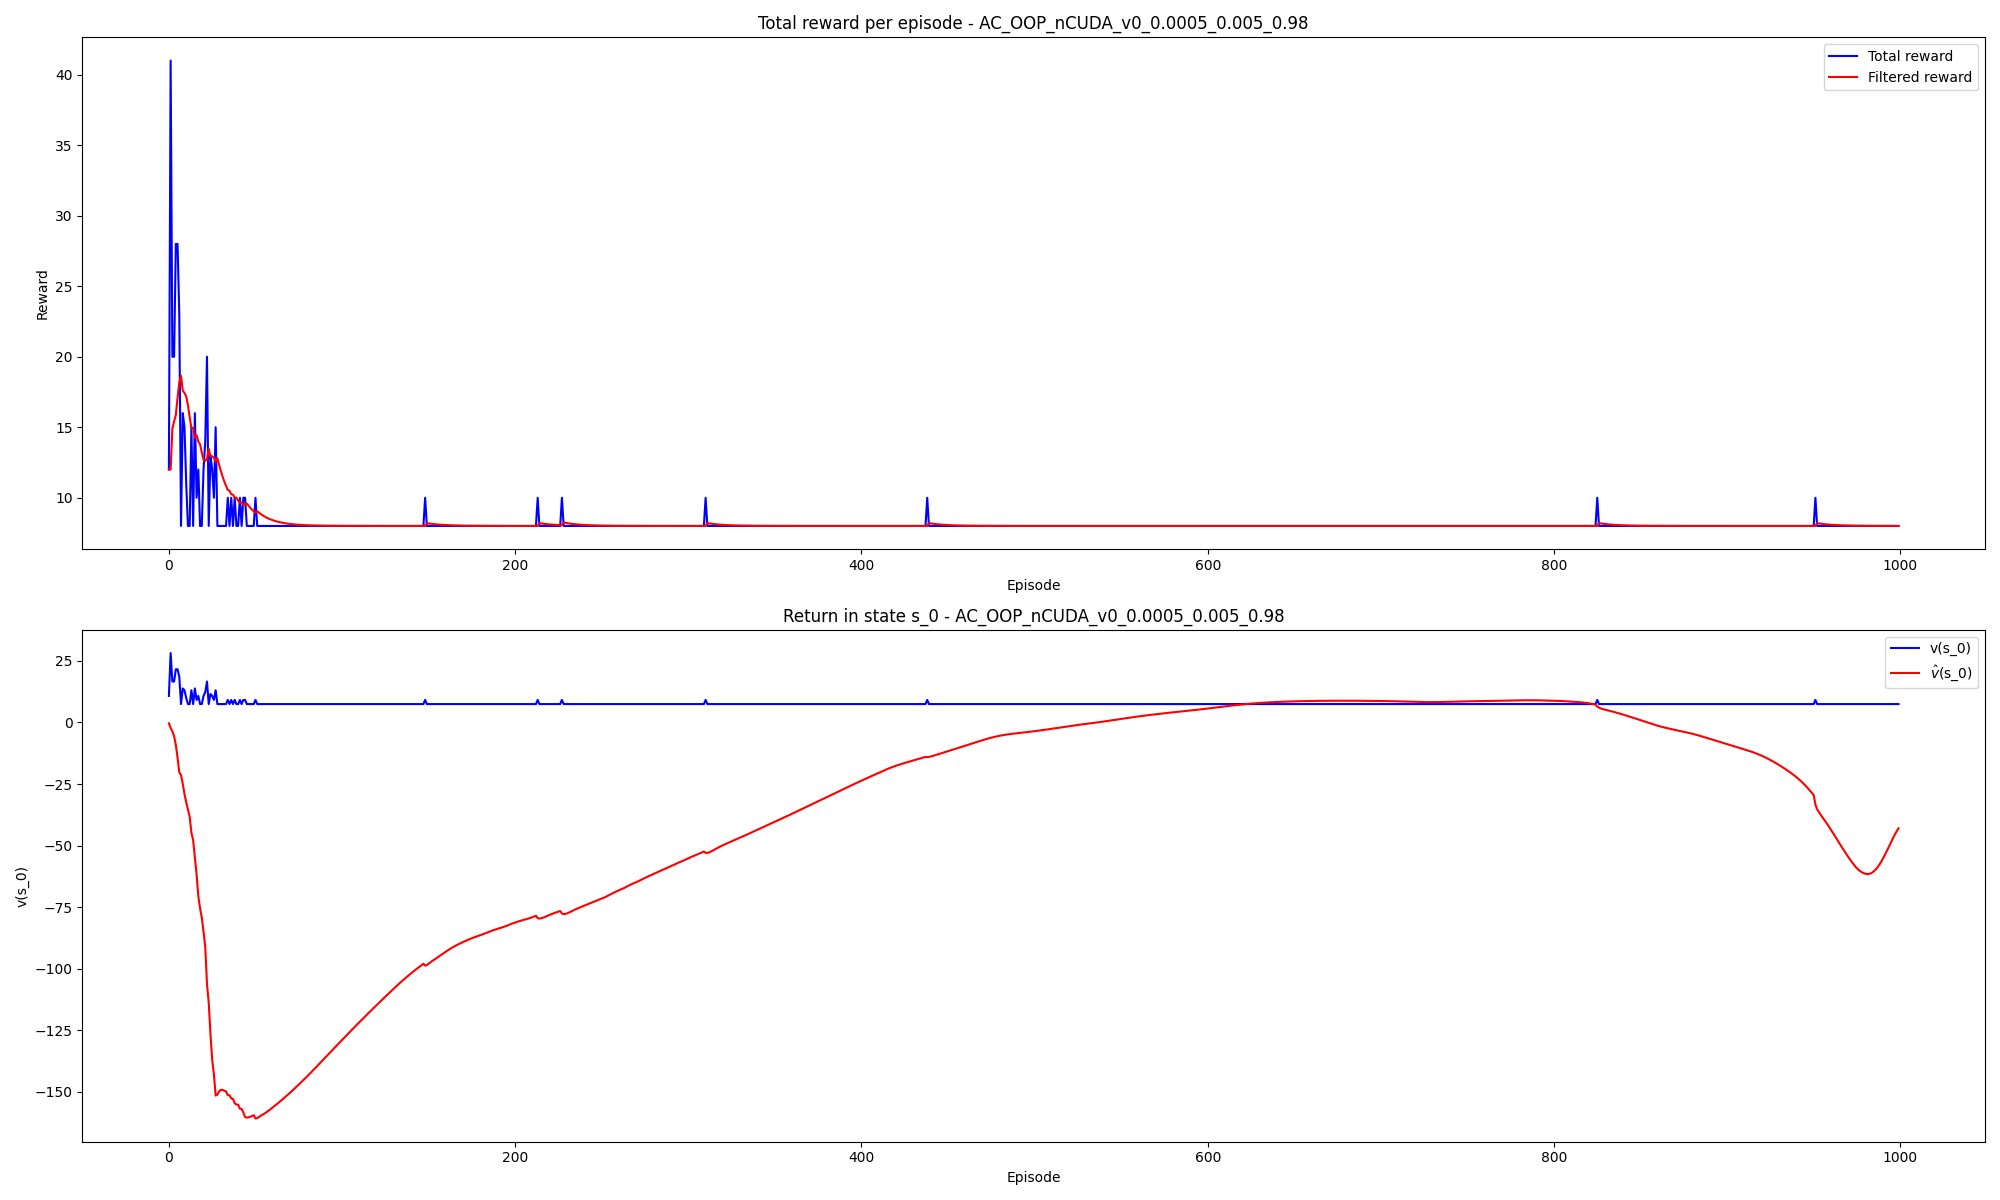 Total reward per episode - AC_OOP_nCUDA_v0_0.0005_0.005_0.98
Total reward
Filtered reward
Reward
40
35
30
25
20
15
10
0
200
400
600
800
1000
Episode
Return in state s_0 - AC_OOP_nCUDA_v0_0.0005_0.005_0.98
v(s_0)
v̂(s_0)
v(s_0)
25
0
−25
−50
−75
−100
−125
−150
0
200
400
600
800
1000
Episode